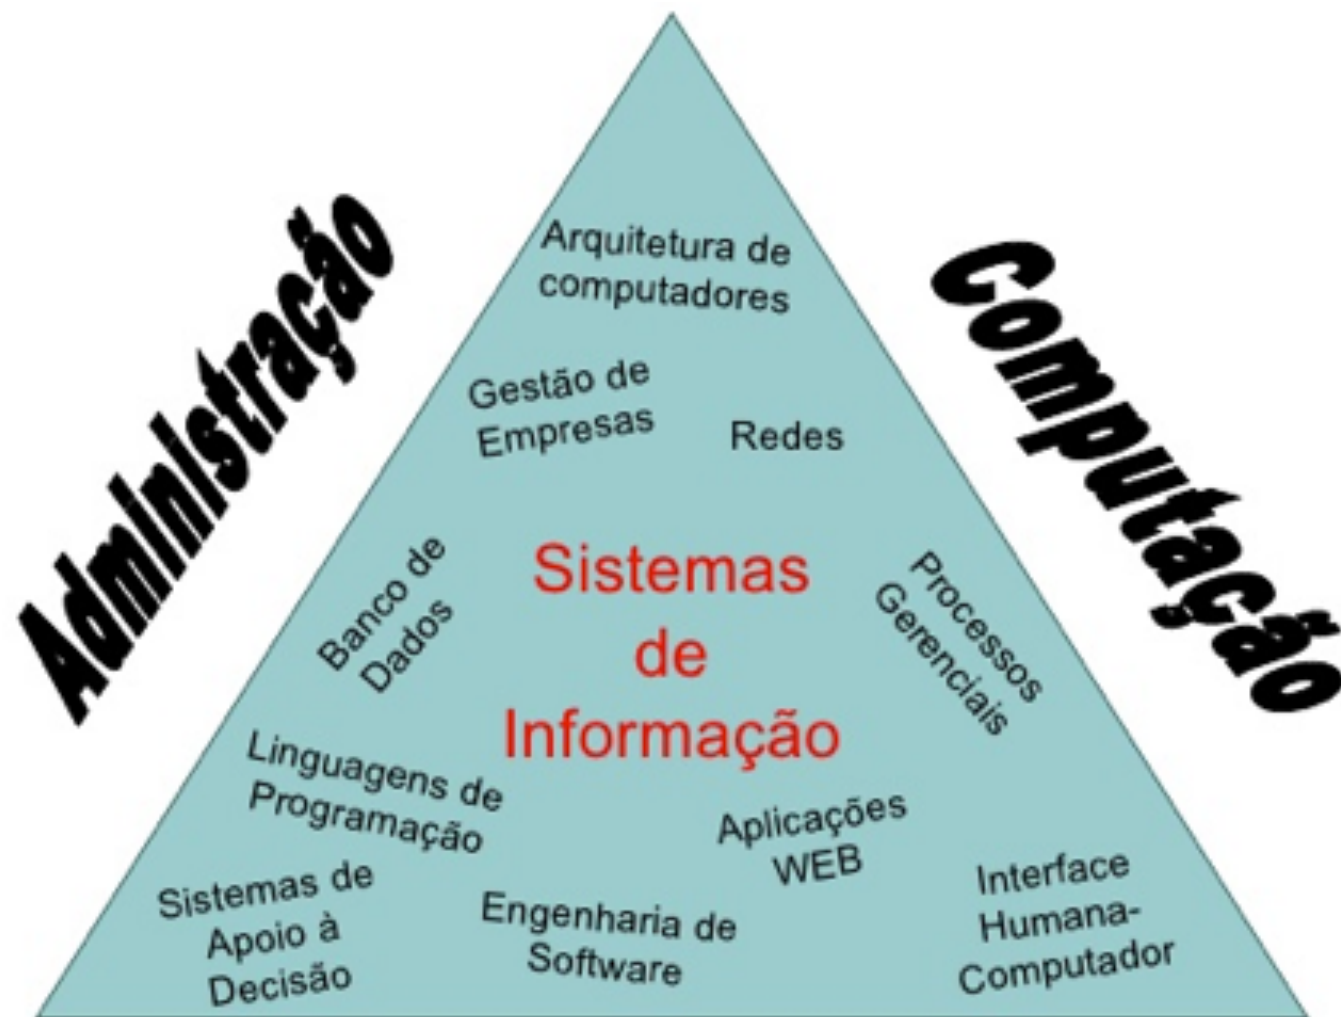 Administração
Computação
Arquitetura de
computadores
Gestão de
Empresas
Redes
Banco de
Dados
Sistemas
de
Informação
Processos
Gerenciais
Linguagens de
Programação
Aplicações
WEB
Sistemas de
Apoio à
Decisão
Engenharia de
Software
Interface
Humana-
Computador